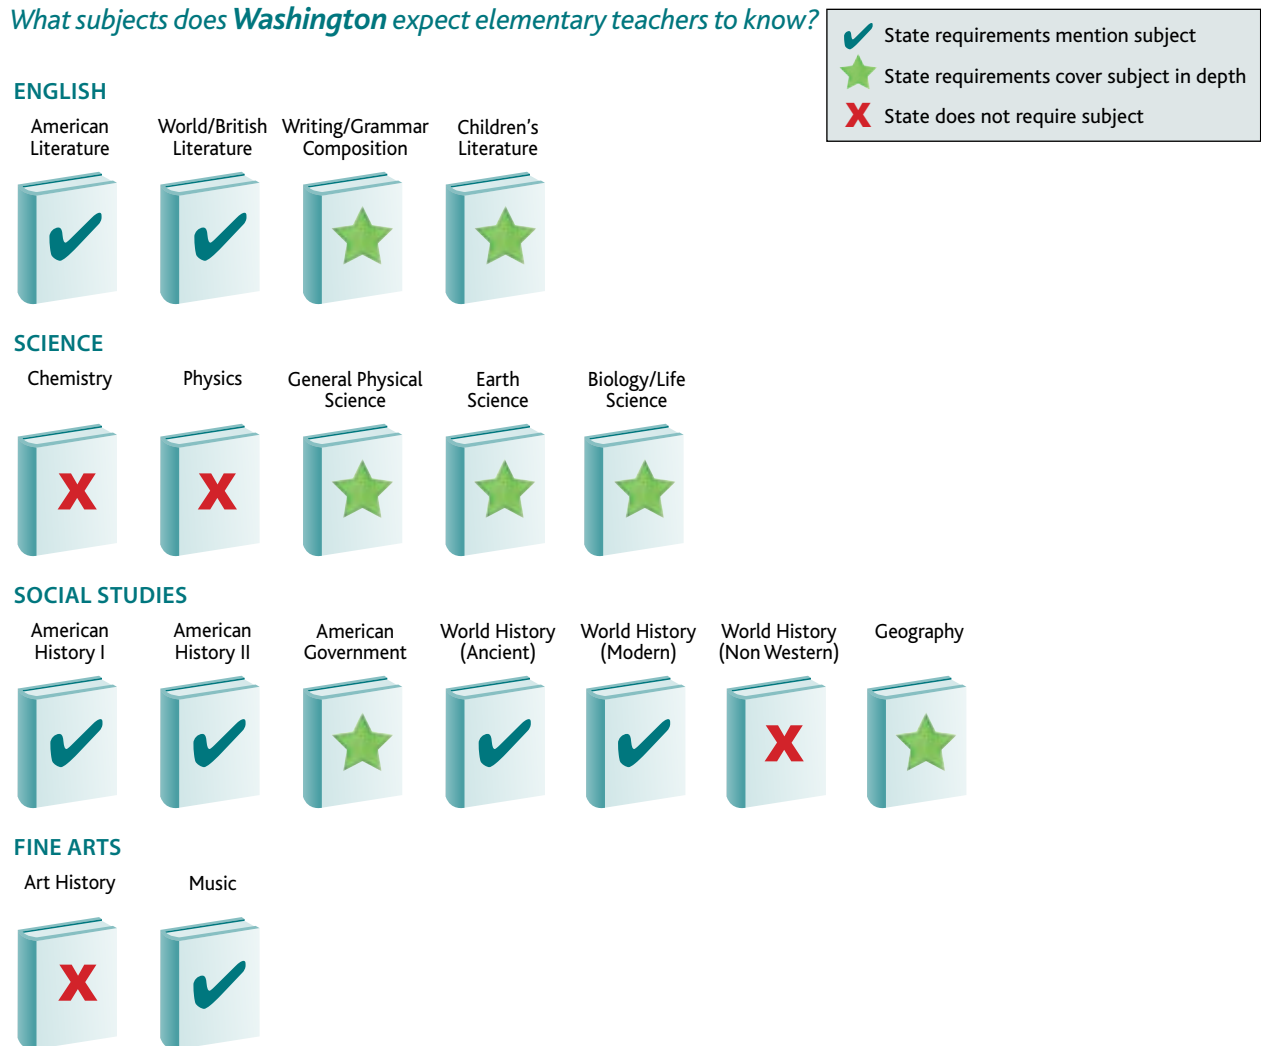 What subjects does Washington expect elementary teachers to know?
State requirements mention subject
State requirements cover subject in depth
State does not require subject
ENGLISH
American
Literature
World/British
Literature
Writing/Grammar
Composition
Children's
Literature
SCIENCE
Chemistry
Physics
General Physical
Science
Earth
Science
Biology/Life
Science
SOCIAL STUDIES
American
History I
American
History II
American
Government
World History
(Ancient)
World History
(Modern)
World History
(Non Western)
Geography
FINE ARTS
Art History
Music